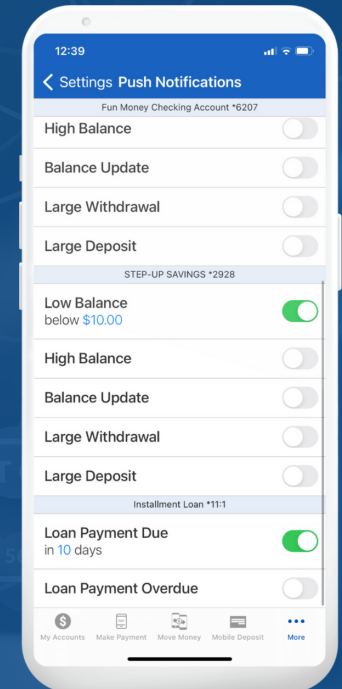 12:39
Settings Push Notifications
Fun Money Checking Account *6207
High Balance
Balance Update
Large Withdrawal
Large Deposit
STEP-UP SAVINGS *2928
Low Balance
below $10.00
High Balance
Balance Update
Large Withdrawal
Large Deposit
Installment Loan *11:1
Loan Payment Due
in 10 days
Loan Payment Overdue
My Accounts Make Payment Move Money Mobile Deposit More